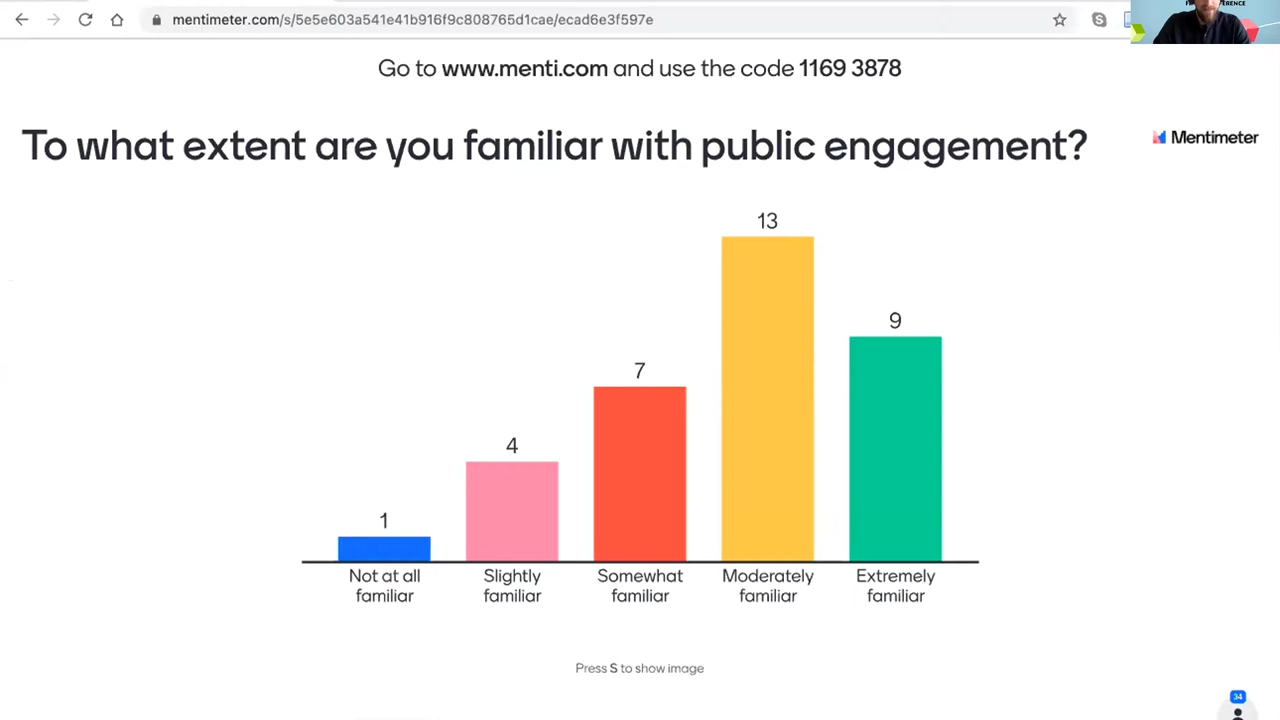 mentimeter.com/s/5e5e603a541e41b916f9c808765d1cae/ecad6e3f597e
Go to www.menti.com and use the code 1169 3878
To what extent are you familiar with public engagement?
Mentimeter
13
9
7
4
1
Not at all familiar
Slightly familiar
Somewhat familiar
Moderately familiar
Extremely familiar
Press S to show image
34